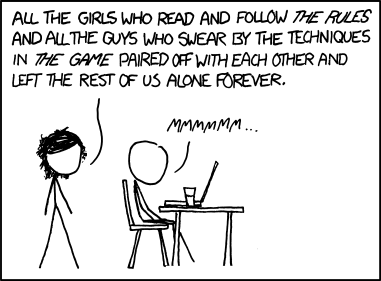 ALL THE GIRLS WHO READ AND FOLLOW THE RULES
AND ALL THE GUYS WHO SWEAR BY THE TECHNIQUES
IN THE GAME PAIRED OFF WITH EACH OTHER AND
LEFT THE REST OF US ALONE FOREVER.
MMMMMM...